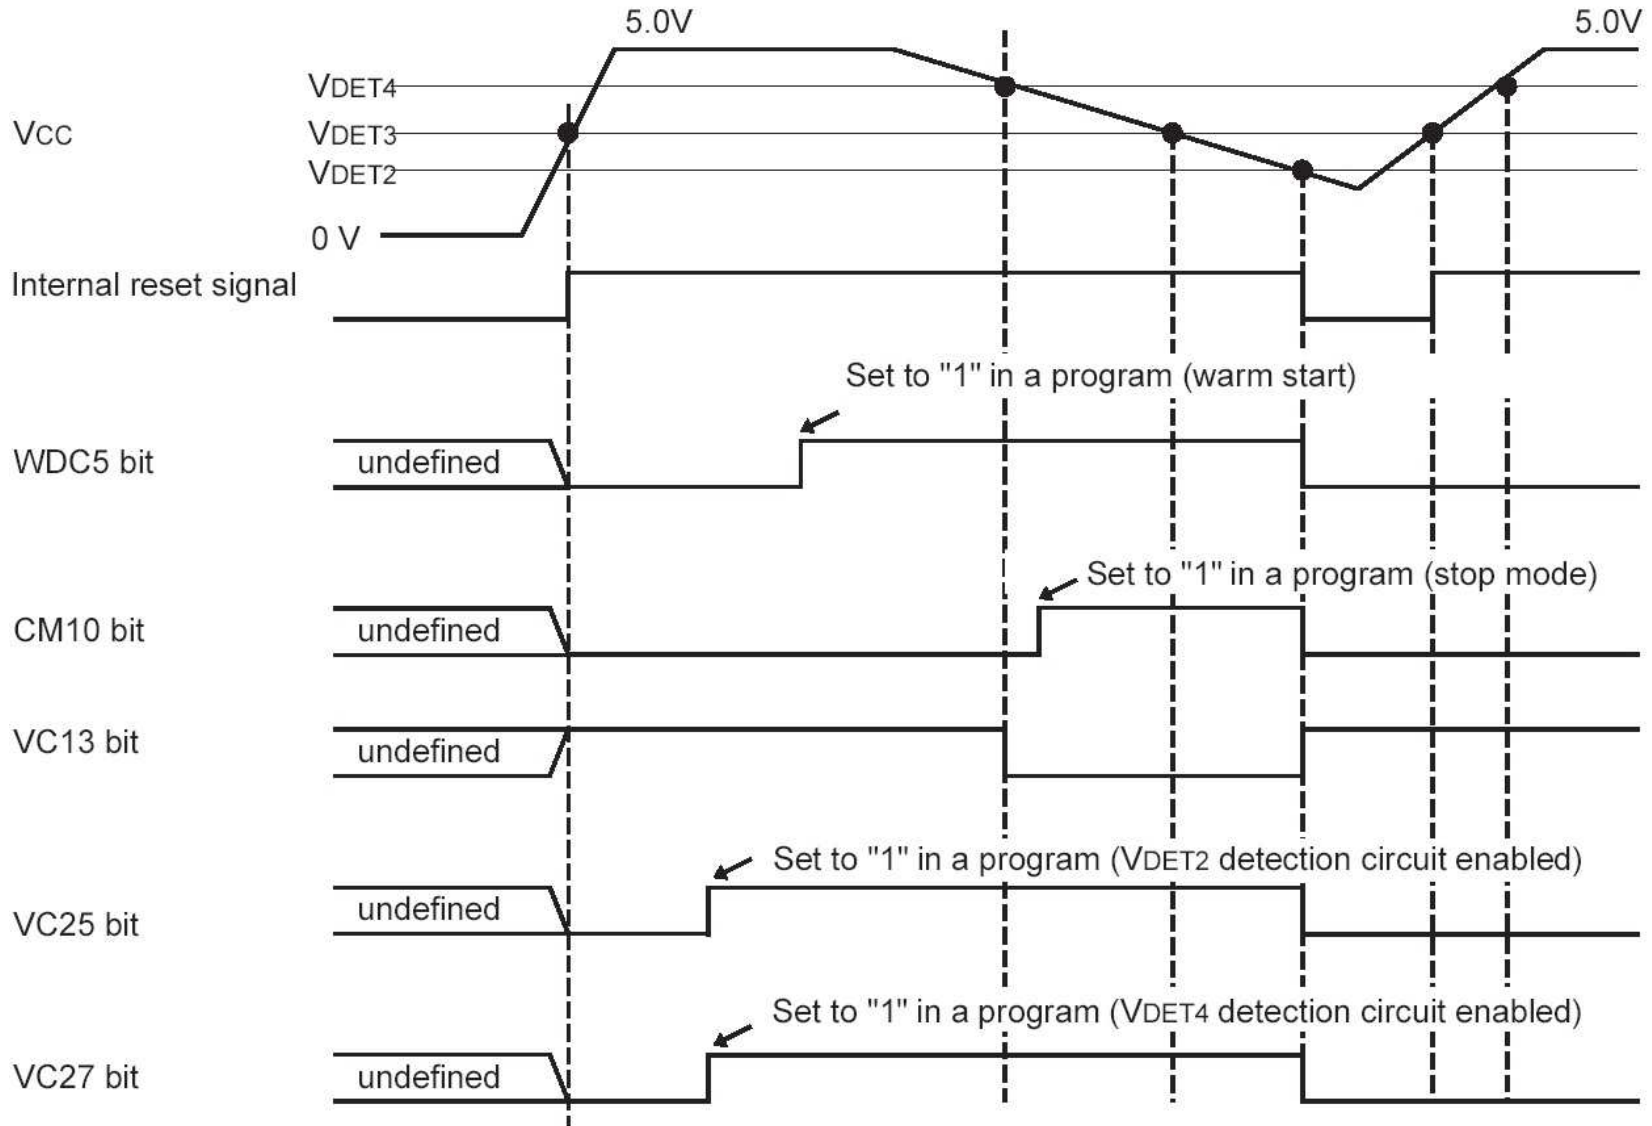 5.0V
5.0V
VDET4
VCC
VDET3
VDET2
0 V
Internal reset signal
Set to "1" in a program (warm start)
WDC5 bit
undefined
Set to "1" in a program (stop mode)
CM10 bit
undefined
VC13 bit
undefined
Set to "1" in a program (VDET2 detection circuit enabled)
VC25 bit
undefined
Set to "1" in a program (VDET4 detection circuit enabled)
VC27 bit
undefined